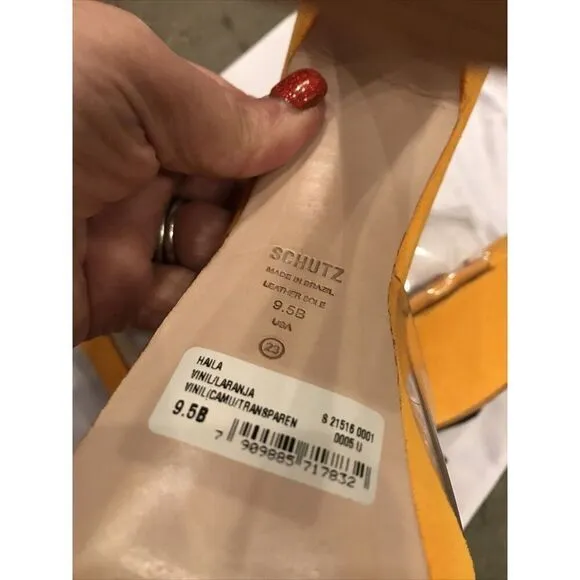 SCHUTZ
MADE IN BRAZIL
LEATHER SOLE
9.5B
USA
23
HAILA
VINIL/LARANJA
VINIL(CAMU/TRANSPAREN
S 21516 0001
9.5B
0005 U
7 909885 717832